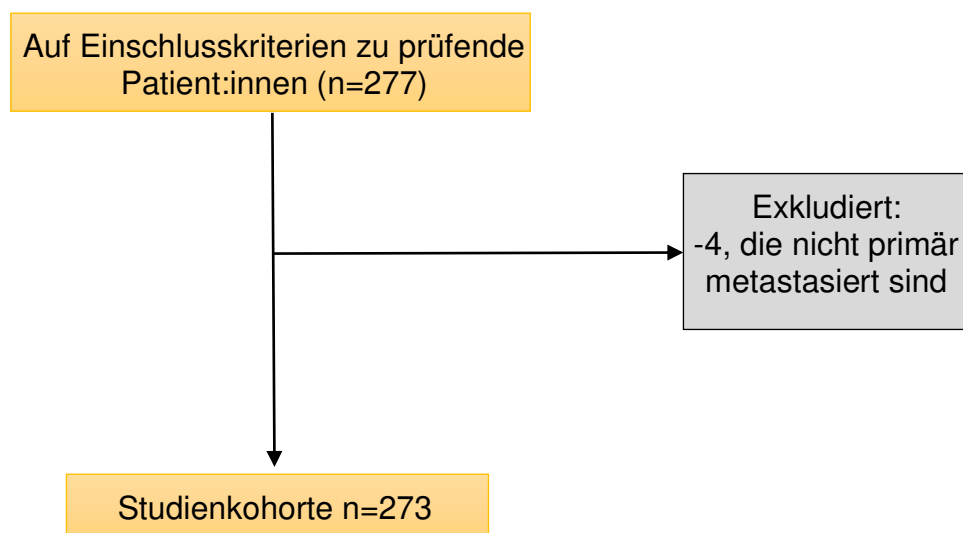 Auf Einschlusskriterien zu prüfende
Patient:innen (n=277)
Exkludiert:
-4, die nicht primär
metastasiert sind
Studienkohorte n=273